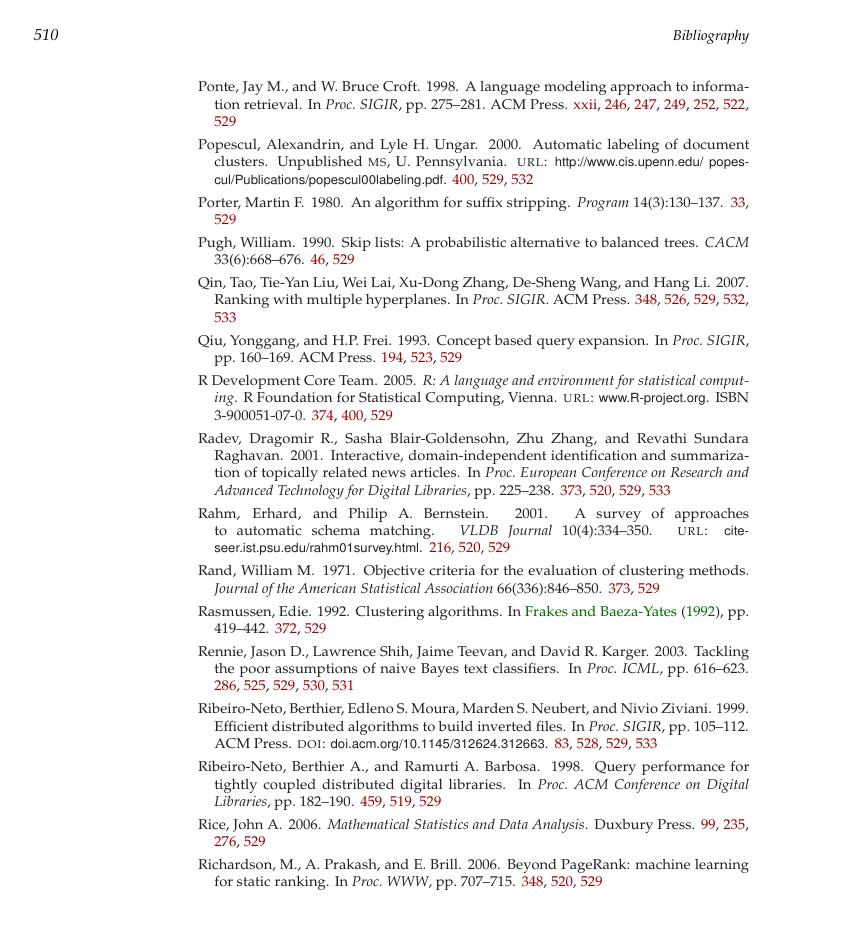 510
Bibliography
Ponte, Jay M., and W. Bruce Croft. 1998. A language modeling approach to informa-
tion retrieval. In Proc. SIGIR, pp. 275–281. ACM Press. xxii, 246, 247, 249, 252, 522,
529
Popescul, Alexandrin, and Lyle H. Ungar. 2000. Automatic labeling of document
clusters. Unpublished MS, U. Pennsylvania. URL: http://www.cis.upenn.edu/ popes-
cul/Publications/popescul00labeling.pdf. 400, 529, 532
Porter, Martin F. 1980. An algorithm for suffix stripping. Program 14(3):130–137. 33,
529
Pugh, William. 1990. Skip lists: A probabilistic alternative to balanced trees. CACM
33(6):668–676. 46, 529
Qin, Tao, Tie-Yan Liu, Wei Lai, Xu-Dong Zhang, De-Sheng Wang, and Hang Li. 2007.
Ranking with multiple hyperplanes. In Proc. SIGIR. ACM Press. 348, 526, 529, 532,
533
Qiu, Yonggang, and H.P. Frei. 1993. Concept based query expansion. In Proc. SIGIR,
pp. 160–169. ACM Press. 194, 523, 529
R Development Core Team. 2005. R: A language and environment for statistical comput-
ing. R Foundation for Statistical Computing, Vienna. URL: www.R-project.org. ISBN
3-900051-07-0. 374, 400, 529
Radev, Dragomir R., Sasha Blair-Goldensohn, Zhu Zhang, and Revathi Sundara
Raghavan. 2001. Interactive, domain-independent identification and summariza-
tion of topically related news articles. In Proc. European Conference on Research and
Advanced Technology for Digital Libraries, pp. 225–238. 373, 520, 529, 533
Rahm, Erhard, and Philip A. Bernstein. 2001. A survey of approaches
to automatic schema matching. VLDB Journal 10(4):334–350. URL: cite-
seer.ist.psu.edu/rahm01survey.html. 216, 520, 529
Rand, William M. 1971. Objective criteria for the evaluation of clustering methods.
Journal of the American Statistical Association 66(336):846–850. 373, 529
Rasmussen, Edie. 1992. Clustering algorithms. In Frakes and Baeza-Yates (1992), pp.
419–442. 372, 529
Rennie, Jason D., Lawrence Shih, Jaime Teevan, and David R. Karger. 2003. Tackling
the poor assumptions of naive Bayes text classifiers. In Proc. ICML, pp. 616–623.
286, 525, 529, 530, 531
Ribeiro-Neto, Berthier, Edleno S. Moura, Marden S. Neubert, and Nivio Ziviani. 1999.
Efficient distributed algorithms to build inverted files. In Proc. SIGIR, pp. 105–112.
ACM Press. DOI: doi.acm.org/10.1145/312624.312663. 83, 528, 529, 533
Ribeiro-Neto, Berthier A., and Ramurti A. Barbosa. 1998. Query performance for
tightly coupled distributed digital libraries. In Proc. ACM Conference on Digital
Libraries, pp. 182–190. 459, 519, 529
Rice, John A. 2006. Mathematical Statistics and Data Analysis. Duxbury Press. 99, 235,
276, 529
Richardson, M., A. Prakash, and E. Brill. 2006. Beyond PageRank: machine learning
for static ranking. In Proc. WWW, pp. 707–715. 348, 520, 529